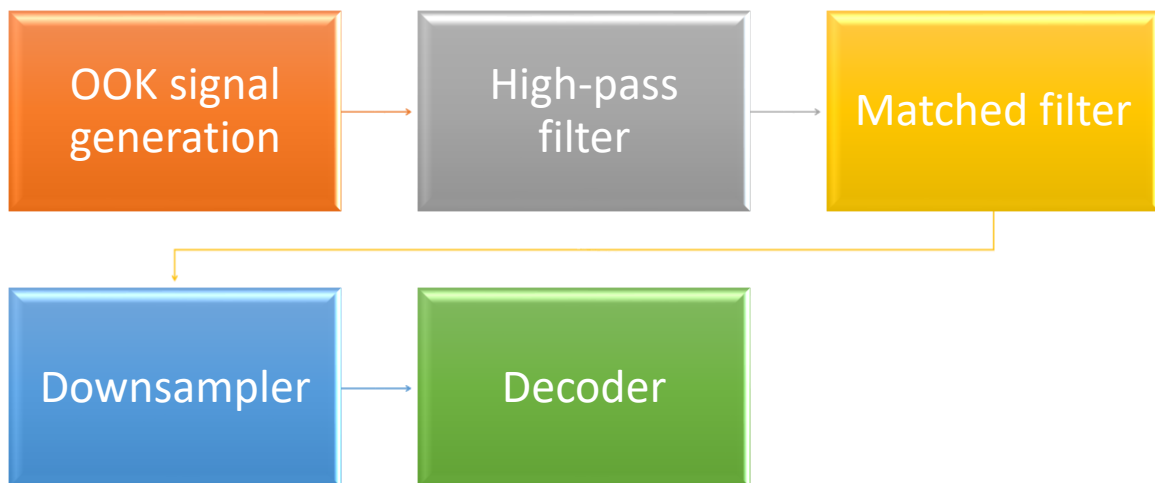 OOK signal
generation
High-pass
filter
Matched filter
Downsampler
Decoder